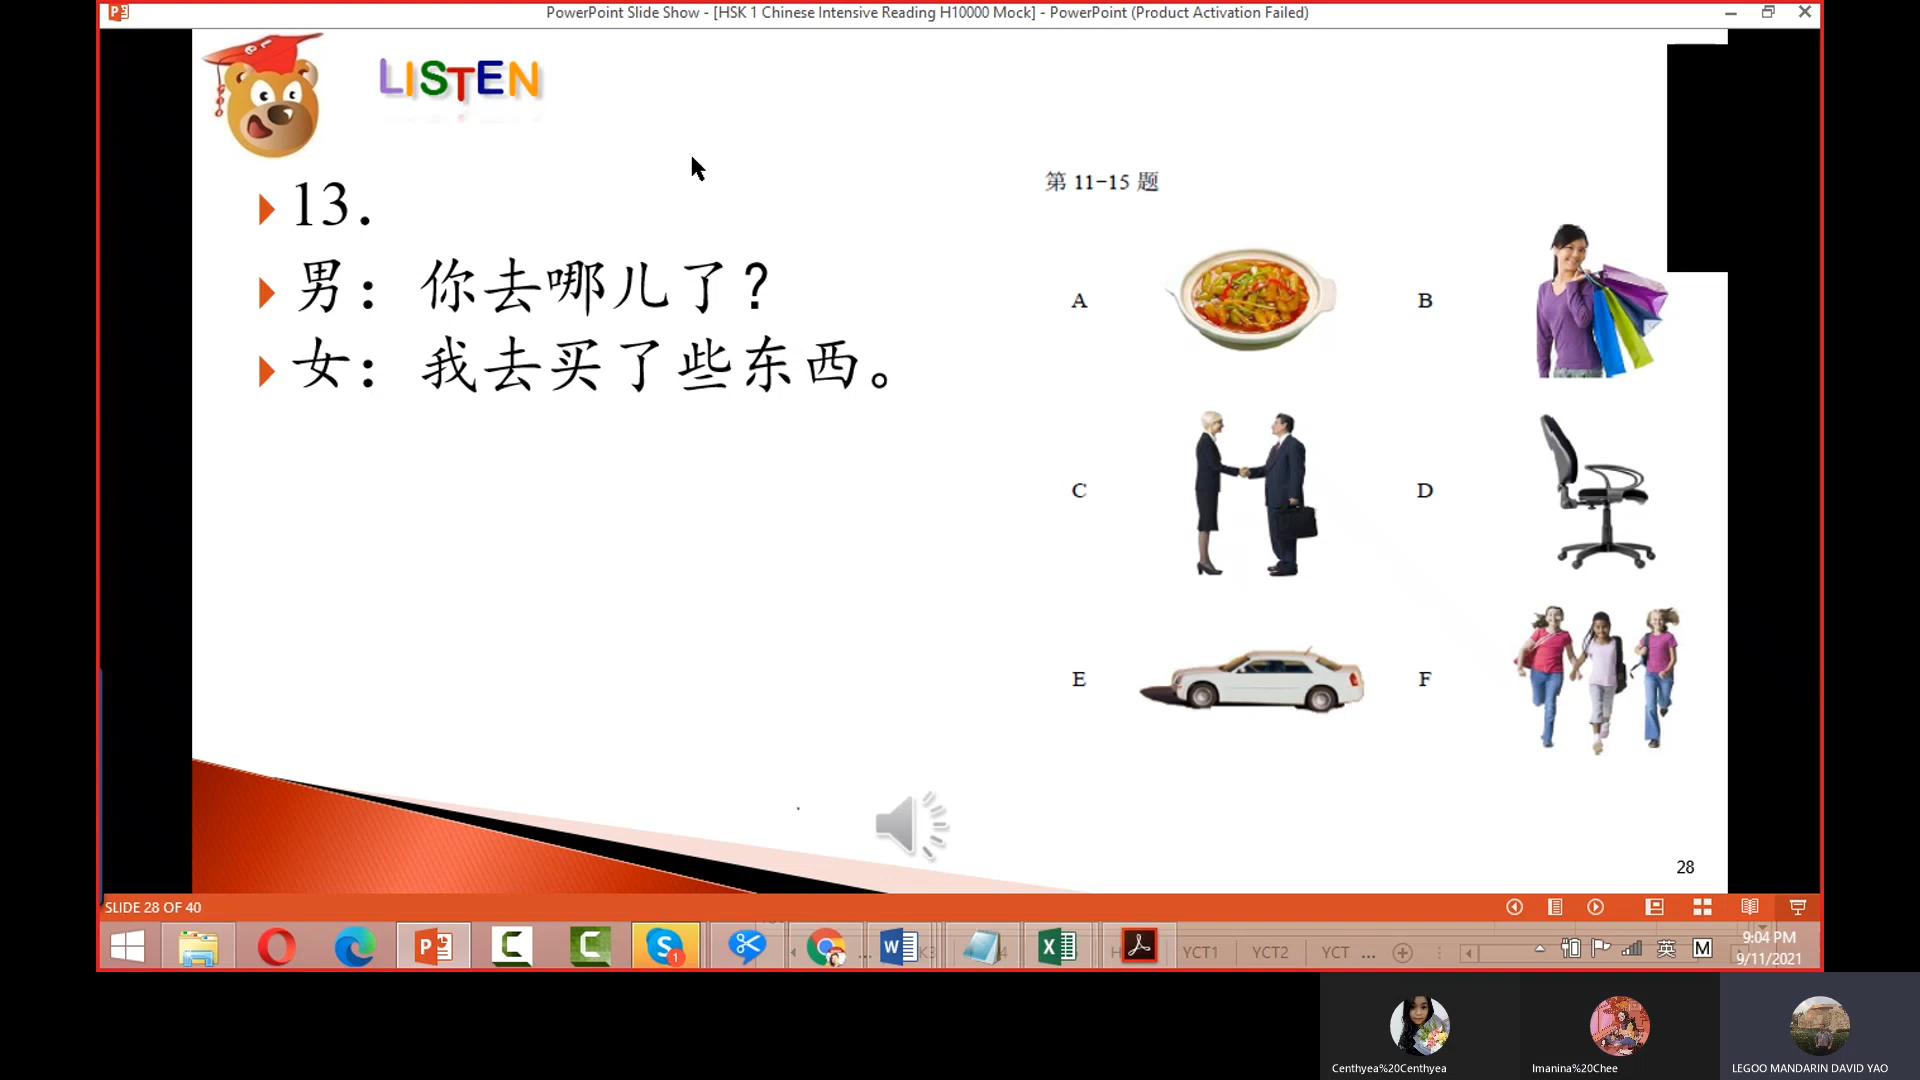 PowerPoint Slide Show - [HSK 1 Chinese Intensive Reading H10000 Mock] - PowerPoint (Product Activation Failed)
LISTEN
13.
男：你去哪儿了？
女：我去买了些东西。
第 11-15 题
A
B
C
D
E
F
28
SLIDE 28 OF 40
YCT1
YCT2
YCT ...
英
M
9:04 PM
9/11/2021
Centhyea%20Centhyea
Imanina%20Chee
LEGOO MANDARIN DAVID YAO